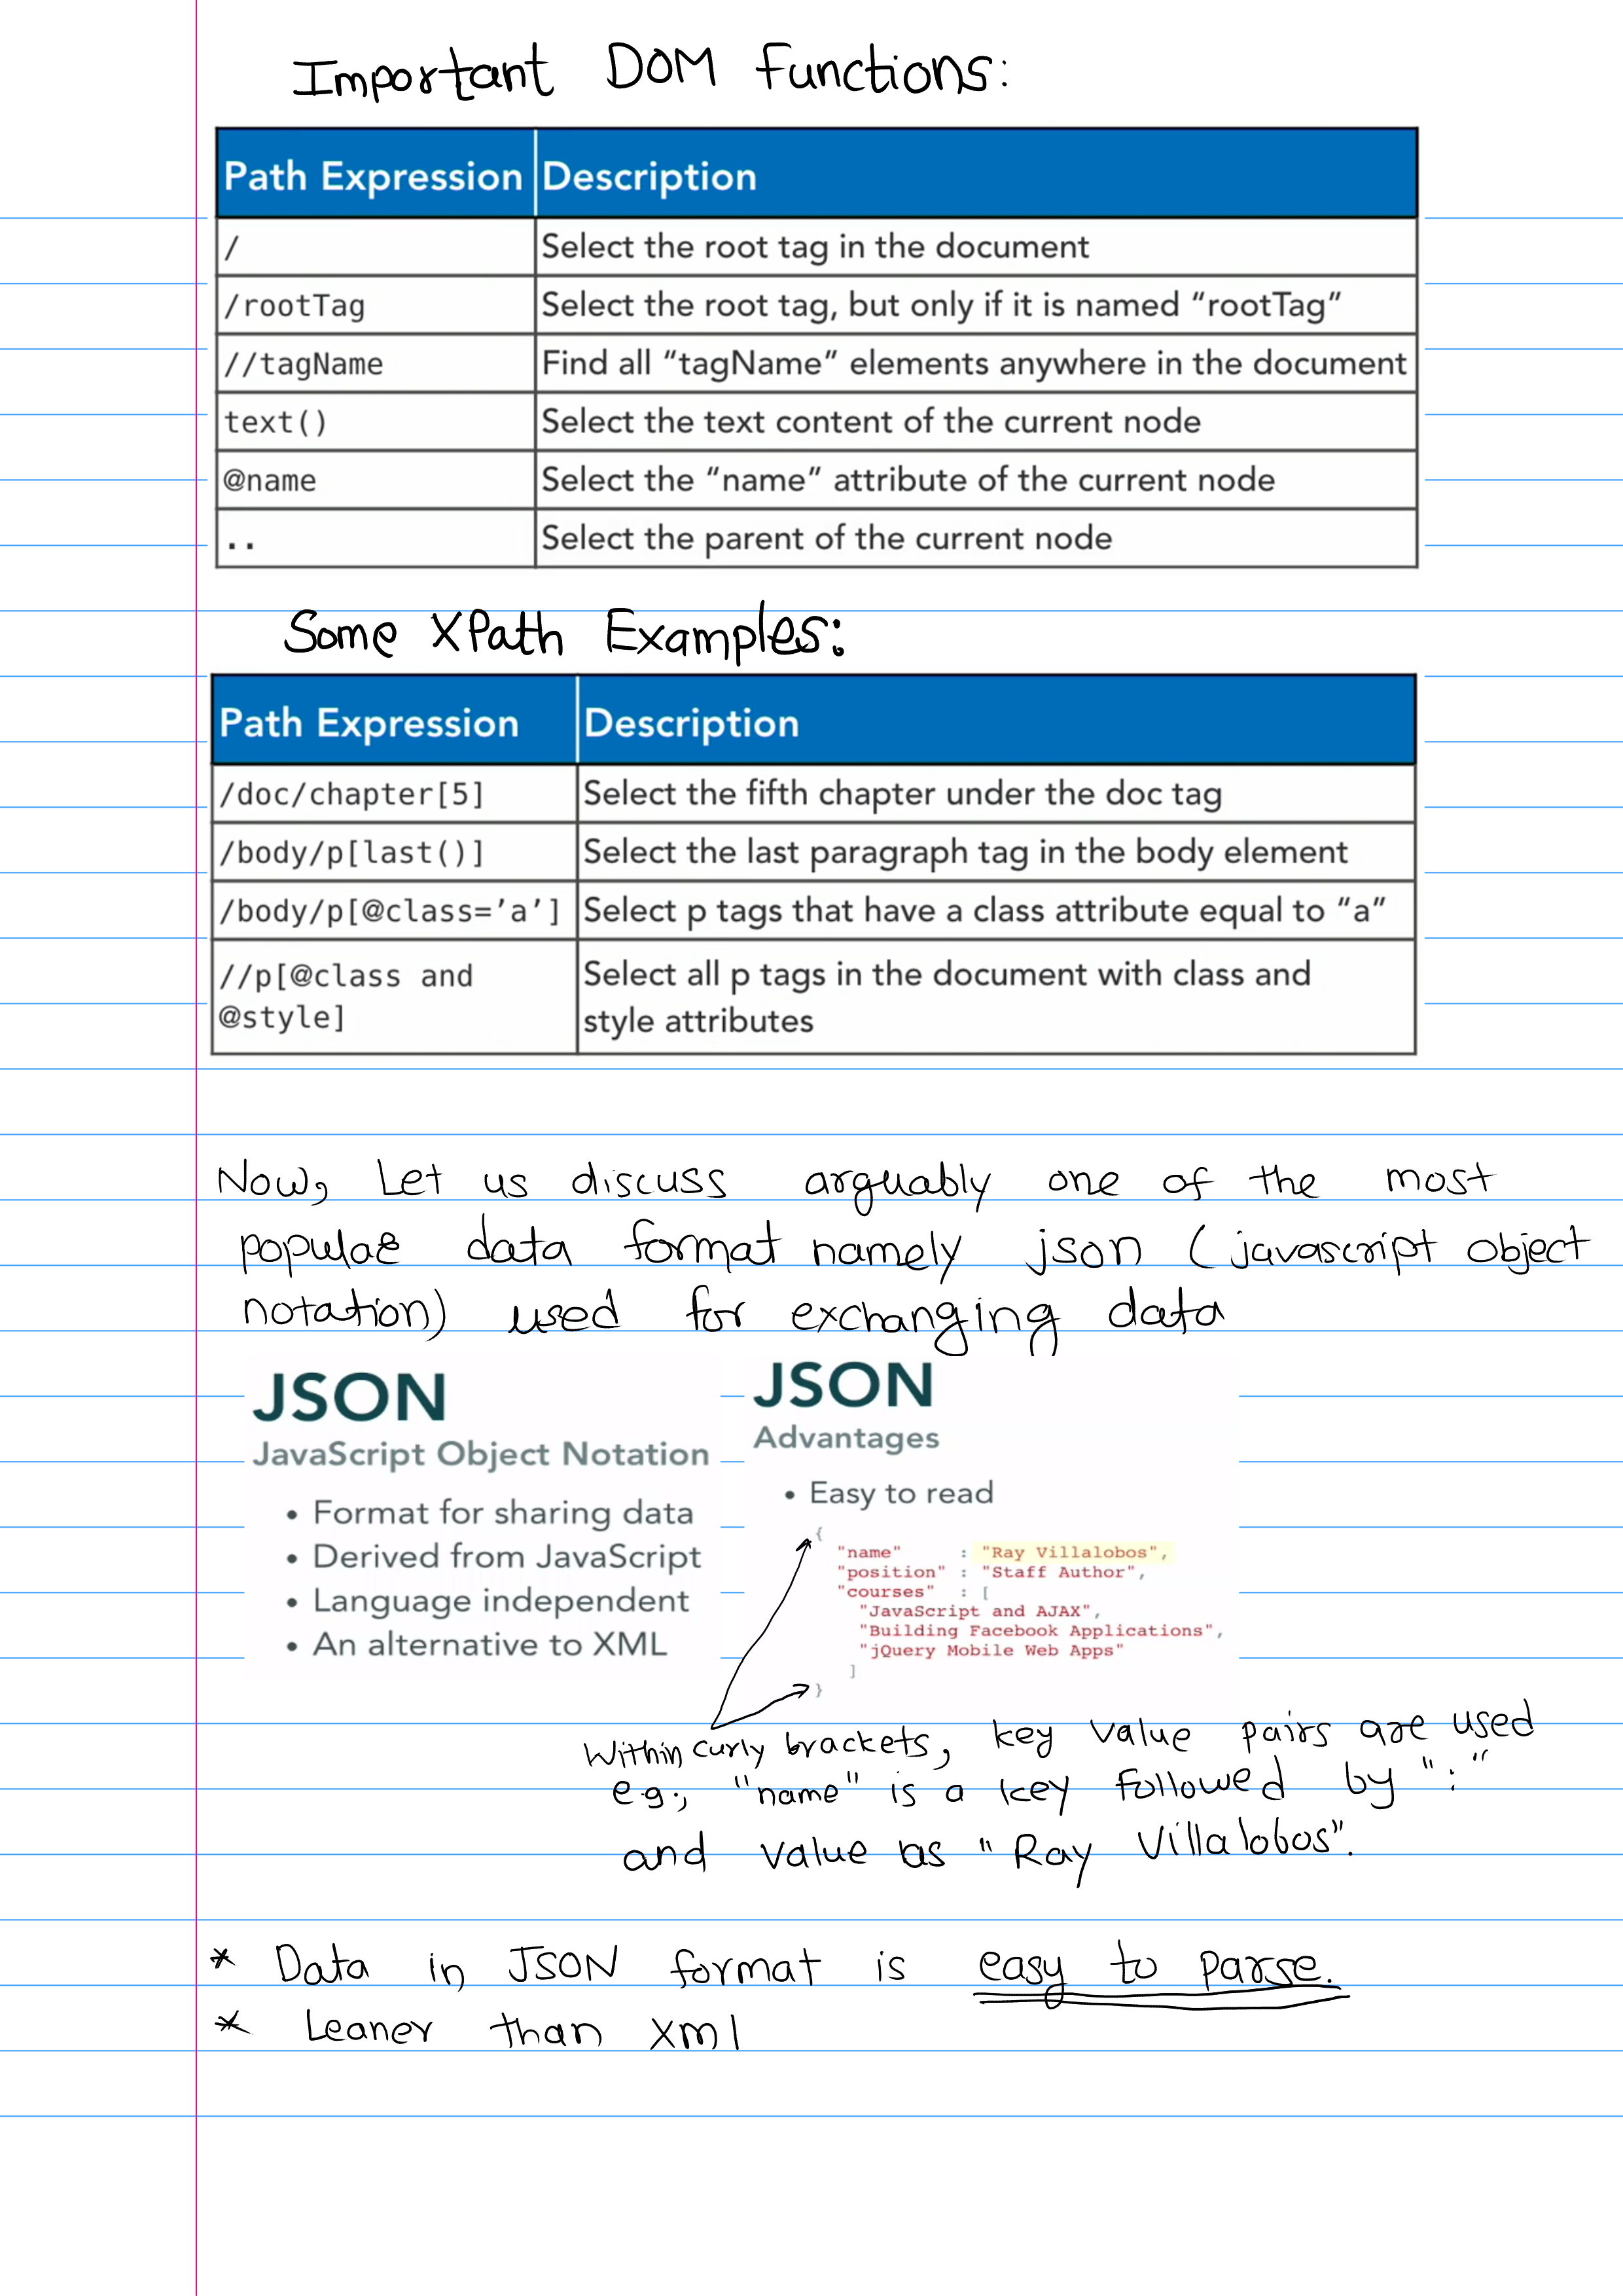 Important DOM functions:
Path Expression Description
/ Select the root tag in the document
/rootTag Select the root tag, but only if it is named “rootTag”
//tagName Find all “tagName” elements anywhere in the document
text() Select the text content of the current node
@name Select the “name” attribute of the current node
.. Select the parent of the current node
Some XPath Examples:
Path Expression Description
/doc/chapter[5] Select the fifth chapter under the doc tag
/body/p[last()] Select the last paragraph tag in the body element
/body/p[@class=’a’] Select p tags that have a class attribute equal to “a”
//p[@class and Select all p tags in the document with class and
@style] style attributes
Now, Let us discuss arguably one of the most
popular data format namely json (javascript object
notation) used for exchanging data
JSON
JavaScript Object Notation
• Format for sharing data
• Derived from JavaScript
• Language independent
• An alternative to XML
JSON
Advantages
• Easy to read
{
"name" : "Ray Villalobos",
"position" : "Staff Author",
"courses" : [
"JavaScript and AJAX",
"Building Facebook Applications",
"jQuery Mobile Web Apps"
]
}
Within curly brackets, key value pairs are used
e.g., "name" is a key followed by ":"
and value as "Ray Villalobos".
* Data in JSON format is easy to parse.
* Leaner than xml